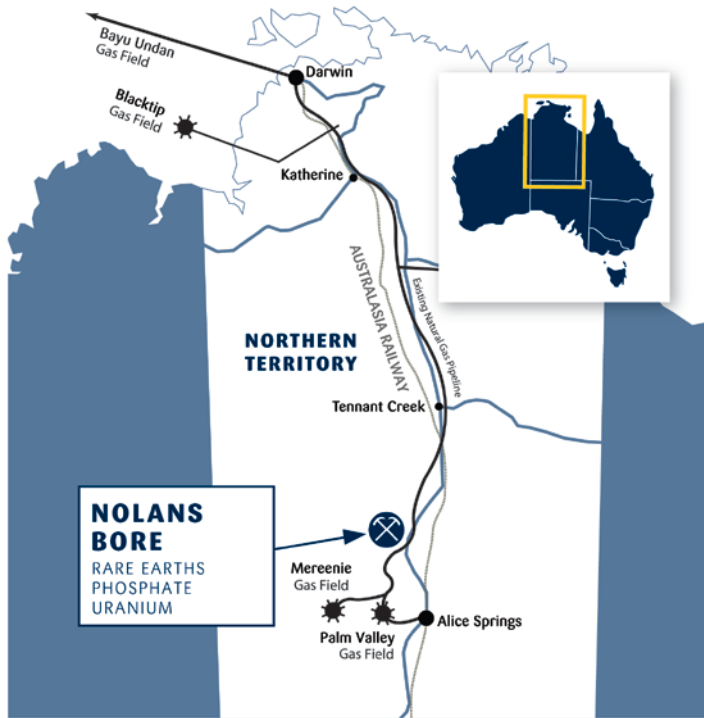 Bayu Undan
Gas Field
Darwin
Blacktip
Gas Field
Katherine
AUSTRALASIA RAILWAY
Existing Natural Gas Pipeline
NORTHERN
TERRITORY
Tennant Creek
NOLANS
BORE
RARE EARTHS
PHOSPHATE
URANIUM
Mereenie
Gas Field
Palm Valley
Gas Field
Alice Springs